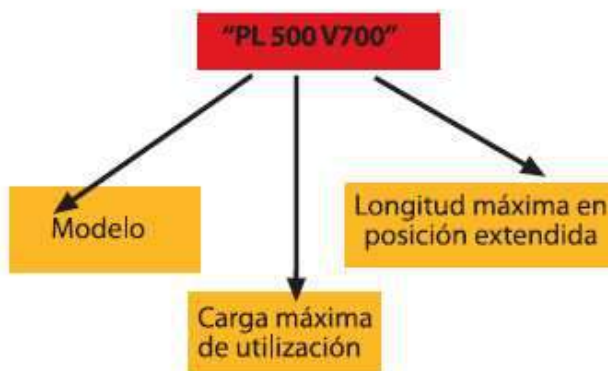 "PL 500 V700"
Modelo
Longitud máxima en
posición extendida
Carga máxima
de utilización